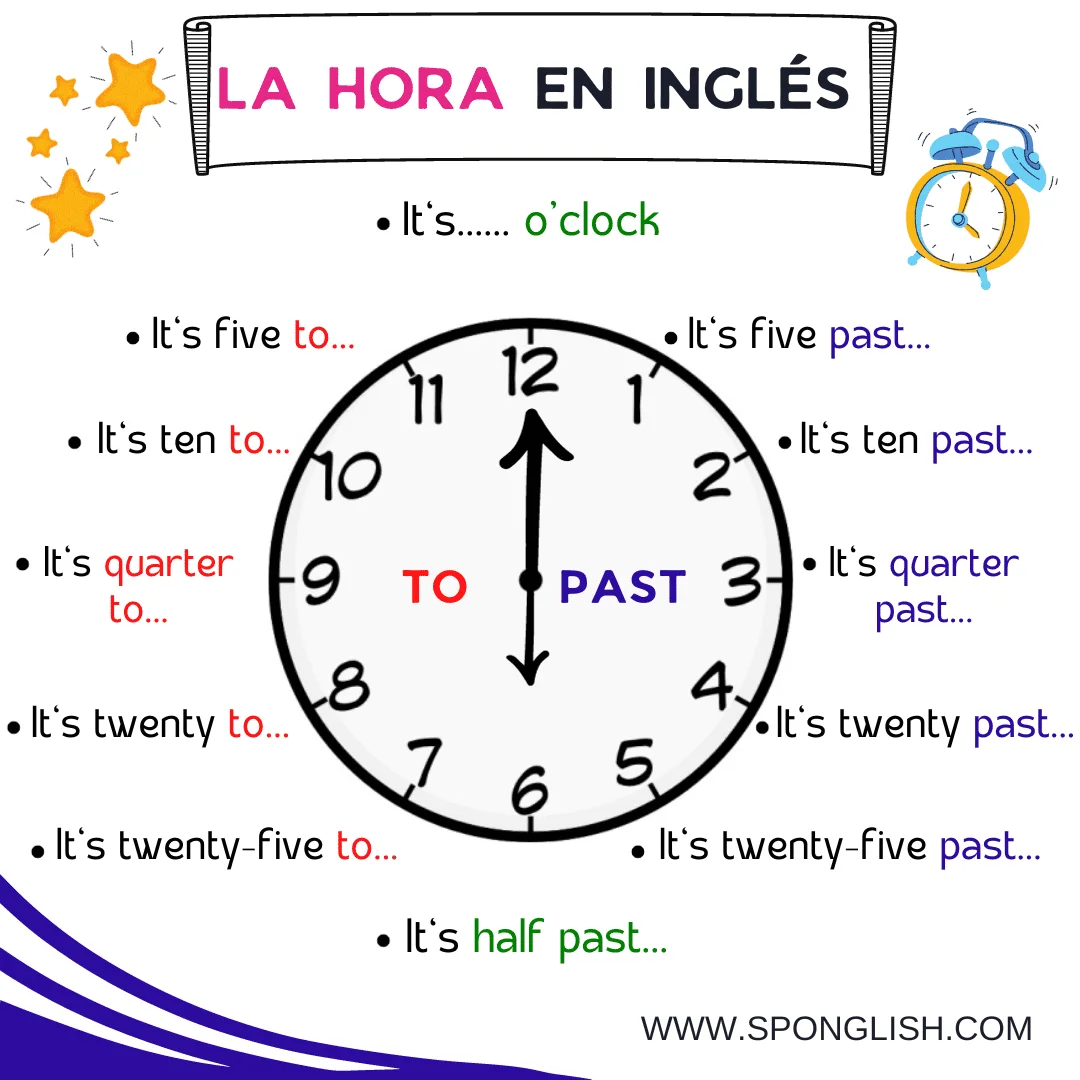 LA HORA EN INGLÉS
• It‘s...... o’clock
• It‘s five to...
• It‘s five past...
• It‘s ten to...
• It‘s ten past...
• It‘s quarter
to...
• It‘s quarter
past...
• It‘s twenty to...
• It‘s twenty past...
• It‘s twenty-five to...
• It‘s twenty-five past...
• It‘s half past...
12
1
2
3
4
5
6
7
8
9
10
11
TO
PAST
WWW.SPONGLISH.COM